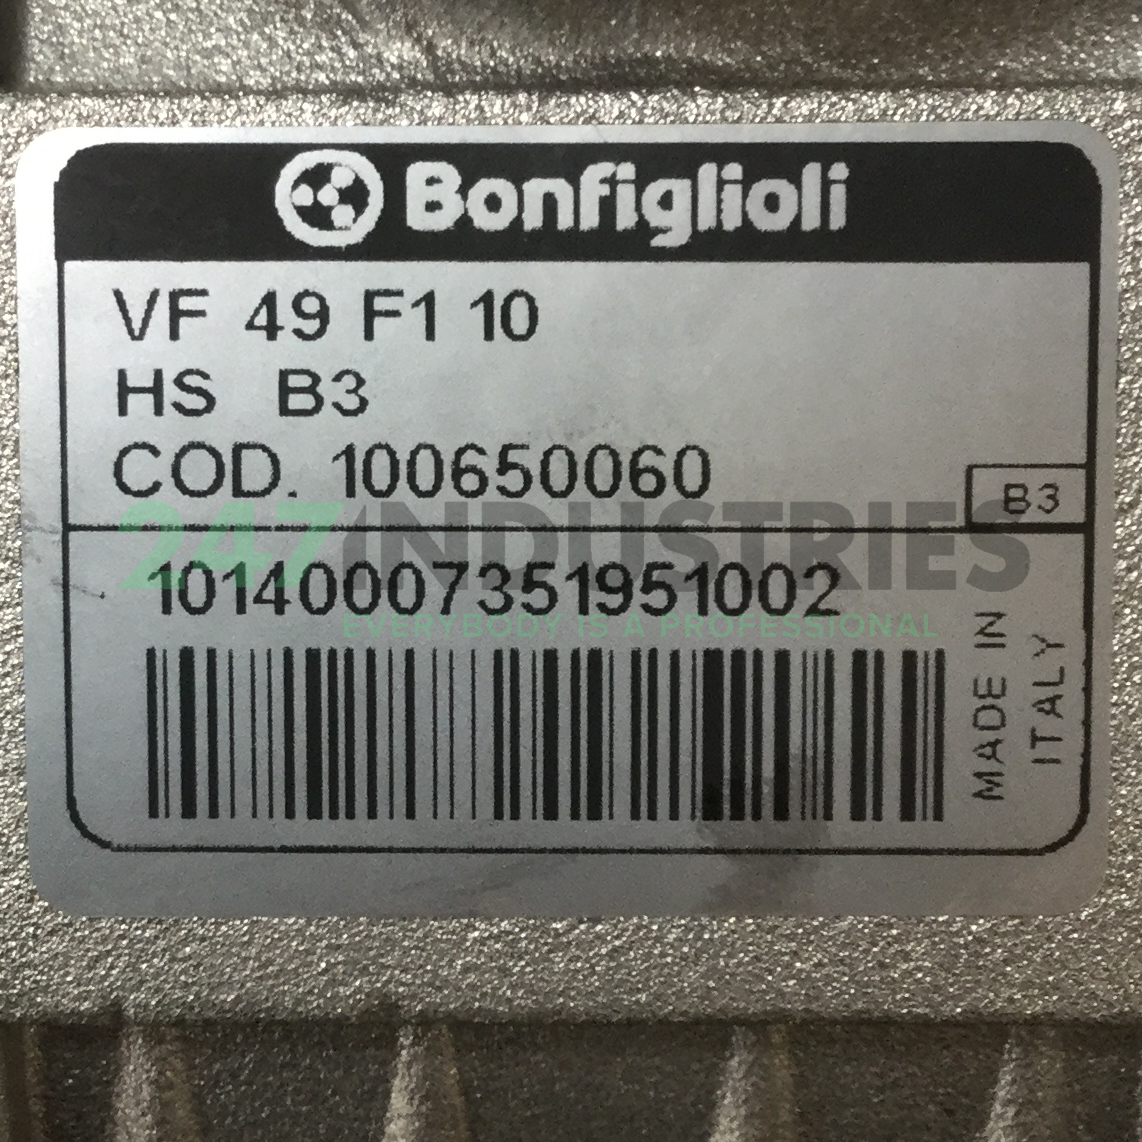 Bonfiglioli
VF 49 F1 10
HS B3
COD. 100650060
B3
247INDUSTRIES
10140007351951002
EVERYBODY IS A PROFESSIONAL
MADE IN
ITALY